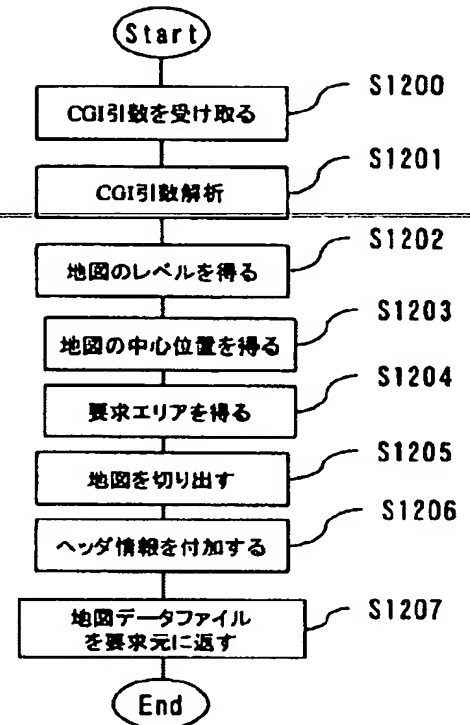 Start
CGI引数を受け取る
S1200
CGI引数解析
S1201
地図のレベルを得る
S1202
地図の中心位置を得る
S1203
要求エリアを得る
S1204
地図を切り出す
S1205
ヘッダ情報を付加する
S1206
地図データファイル
を要求元に返す
S1207
End